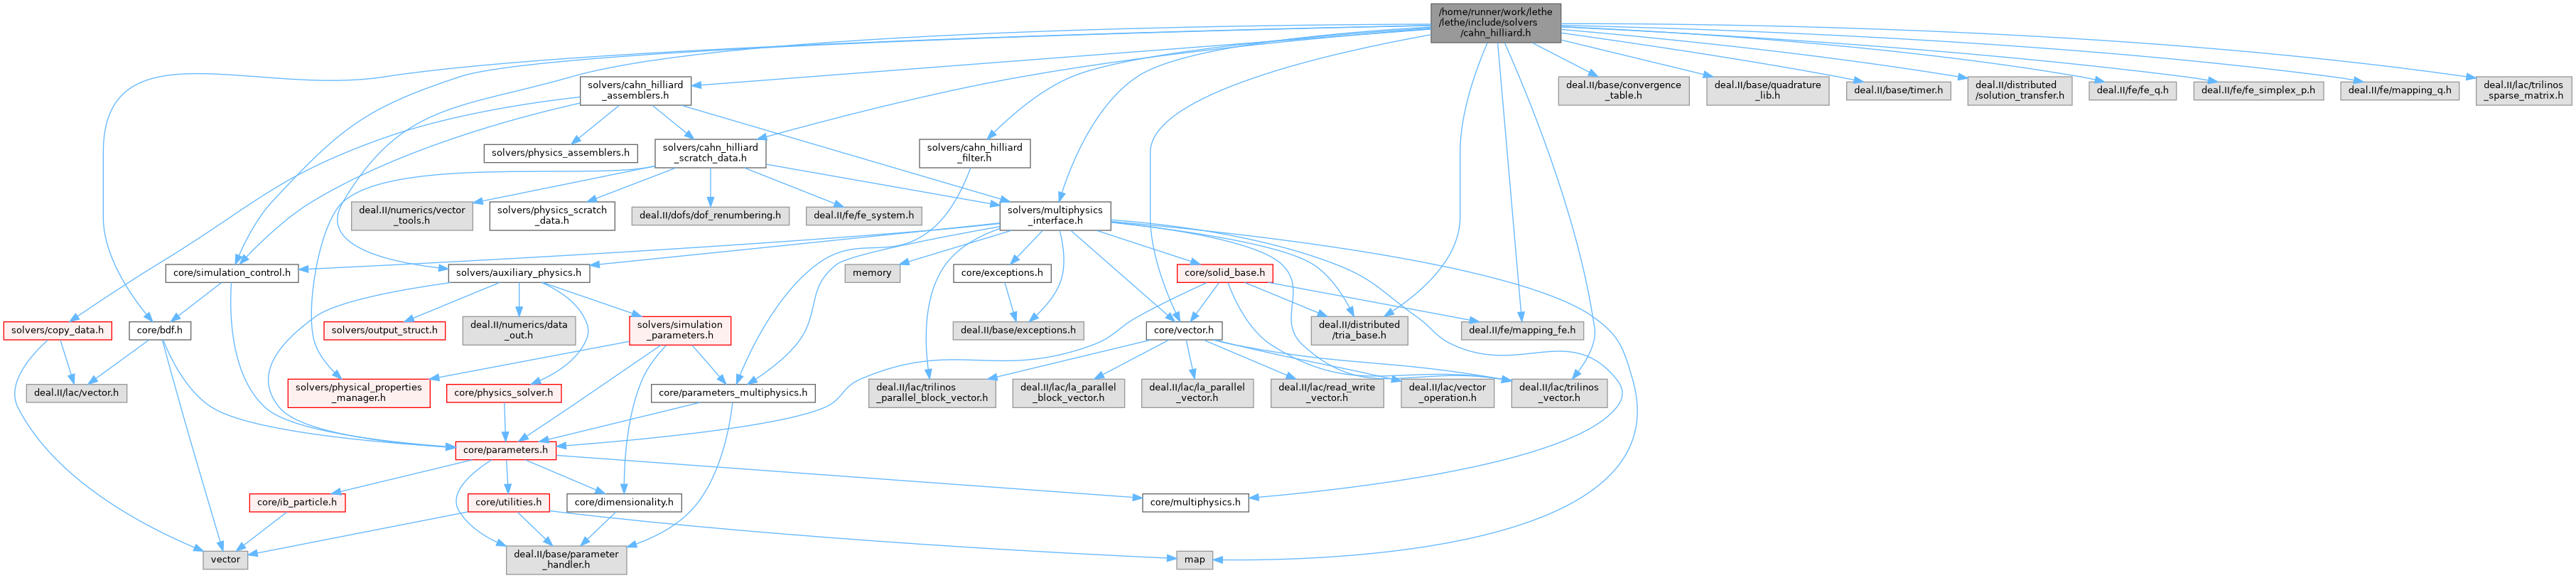 /home/runner/work/lethe
/lethe/include/solvers
/cahn_hilliard.h
solvers/cahn_hilliard
_assemblers.h
deal.II/base/convergence
_table.h
deal.II/base/quadrature
_lib.h
deal.II/base/timer.h
deal.II/distributed
/solution_transfer.h
deal.II/fe/fe_q.h
deal.II/fe/fe_simplex_p.h
deal.II/fe/mapping_q.h
deal.II/lac/trilinos
_sparse_matrix.h
solvers/physics_assemblers.h
solvers/cahn_hilliard
_scratch_data.h
solvers/cahn_hilliard
_filter.h
deal.II/numerics/vector
_tools.h
solvers/physics_scratch
_data.h
deal.II/dofs/dof_renumbering.h
deal.II/fe/fe_system.h
solvers/multiphysics
_interface.h
core/simulation_control.h
solvers/auxiliary_physics.h
memory
core/exceptions.h
core/solid_base.h
solvers/copy_data.h
core/bdf.h
solvers/output_struct.h
deal.II/numerics/data
_out.h
solvers/simulation
_parameters.h
deal.II/base/exceptions.h
core/vector.h
deal.II/distributed
/tria_base.h
deal.II/fe/mapping_fe.h
deal.II/lac/vector.h
solvers/physical_properties
_manager.h
core/physics_solver.h
core/parameters_multiphysics.h
deal.II/lac/trilinos
_parallel_block_vector.h
deal.II/lac/la_parallel
_block_vector.h
deal.II/lac/la_parallel
_vector.h
deal.II/lac/read_write
_vector.h
deal.II/lac/vector
_operation.h
deal.II/lac/trilinos
_vector.h
core/parameters.h
core/ib_particle.h
core/utilities.h
core/dimensionality.h
core/multiphysics.h
vector
deal.II/base/parameter
_handler.h
map